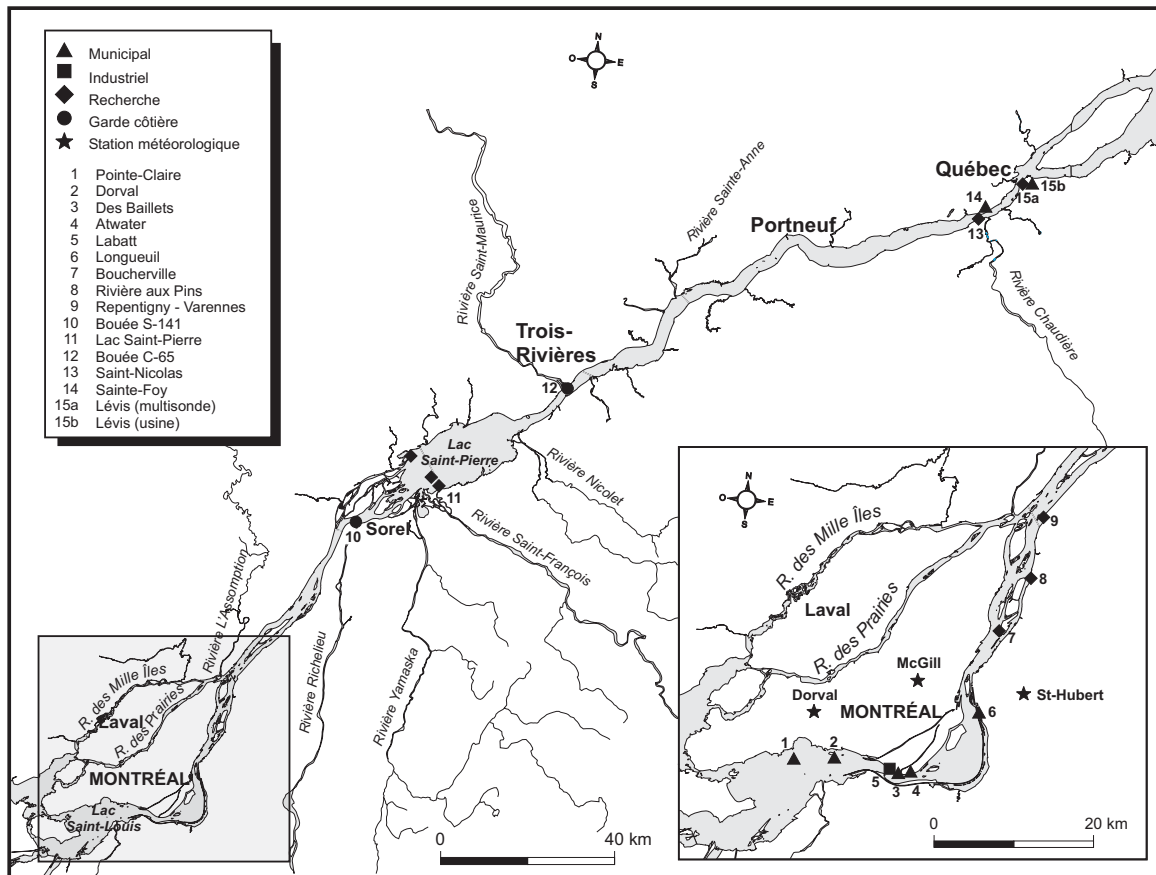 Municipal
Industriel
Recherche
Garde côtière
Station météorologique
1 Pointe-Claire
2 Dorval
3 Des Baillets
4 Atwater
5 Labatt
6 Longueuil
7 Boucherville
8 Rivière aux Pins
9 Repentigny - Varennes
10 Bouée S-141
11 Lac Saint-Pierre
12 Bouée C-65
13 Saint-Nicolas
14 Sainte-Foy
15a Lévis (multisonde)
15b Lévis (usine)
N
O E
S
Québec
15b
15a
14
13
Rivière Sainte-Anne
Portneuf
Rivière Saint-Maurice
Rivière Chaudière
Trois-
Rivières
12
Lac
Saint-Pierre
11
Rivière Nicolet
10
Sorel
Rivière Saint-François
Rivière L'Assomption
Rivière Richelieu
Rivière Yamaska
R. des Mille Îles
Laval
R. des Prairies
MONTRÉAL
Lac
Saint-Louis
0 40 km
N
O E
S
R. des Mille Îles
9
8
Laval
R. des Prairies
7
McGill
Dorval
St-Hubert
MONTRÉAL
6
1
2
5
3
4
0 20 km